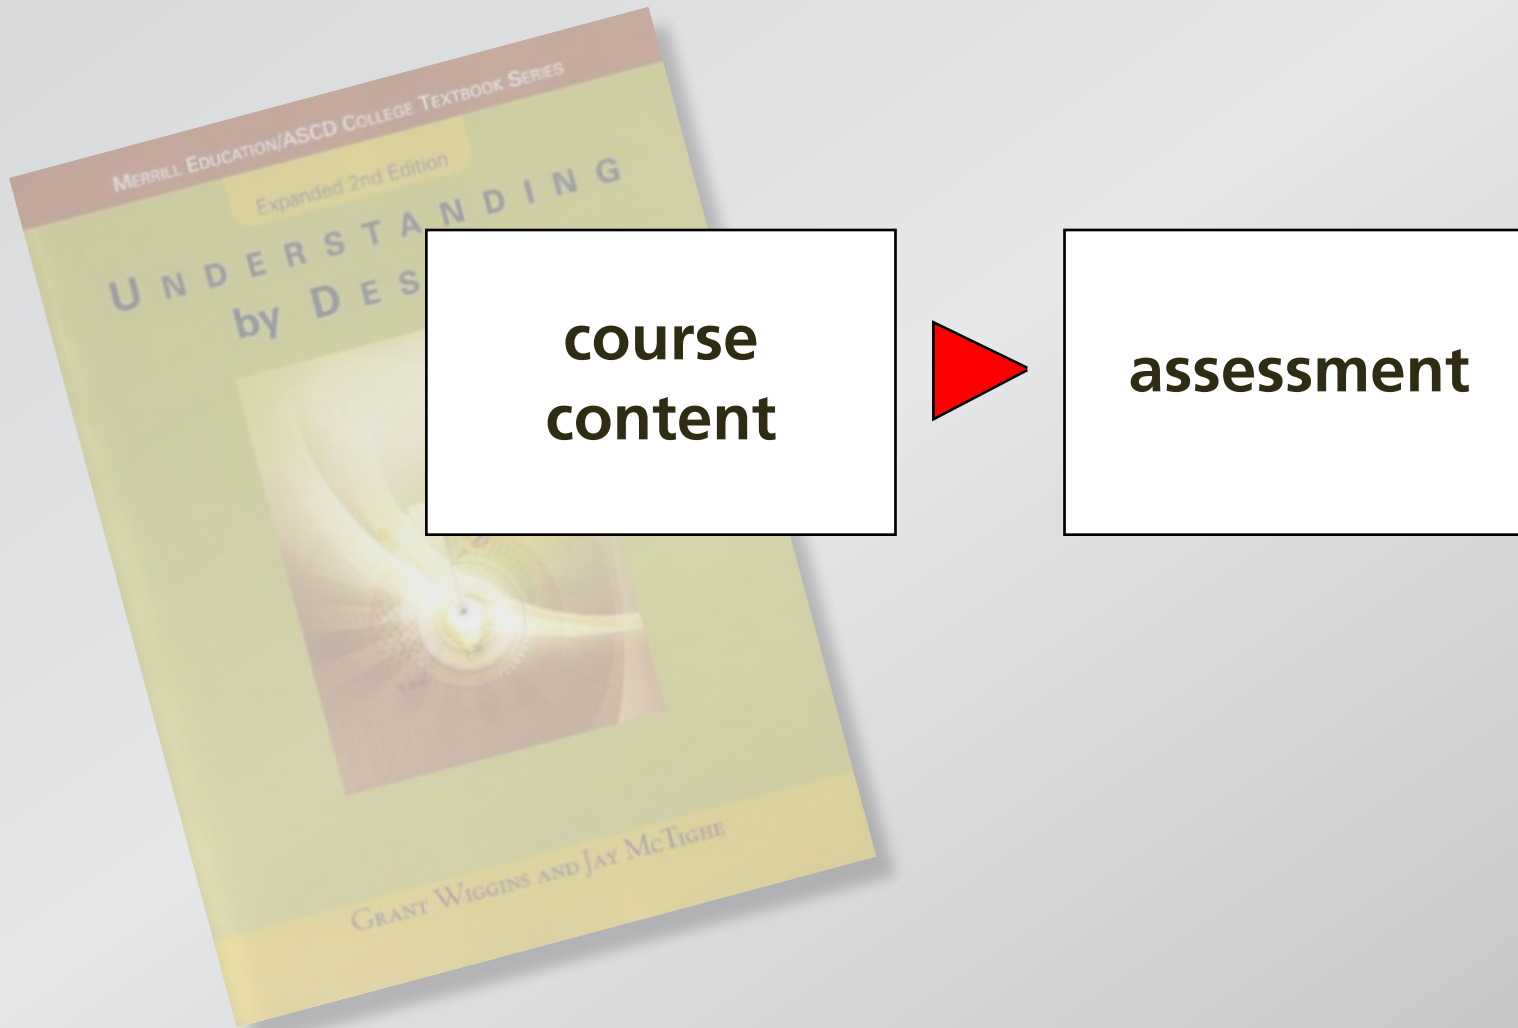 MERRILL EDUCATION/ASCD COLLEGE TEXTBOOK SERIES
Expanded 2nd Edition
UNDERSTANDING
by DES
course
content
assessment
GRANT WIGGINS AND JAY MCTIGHE